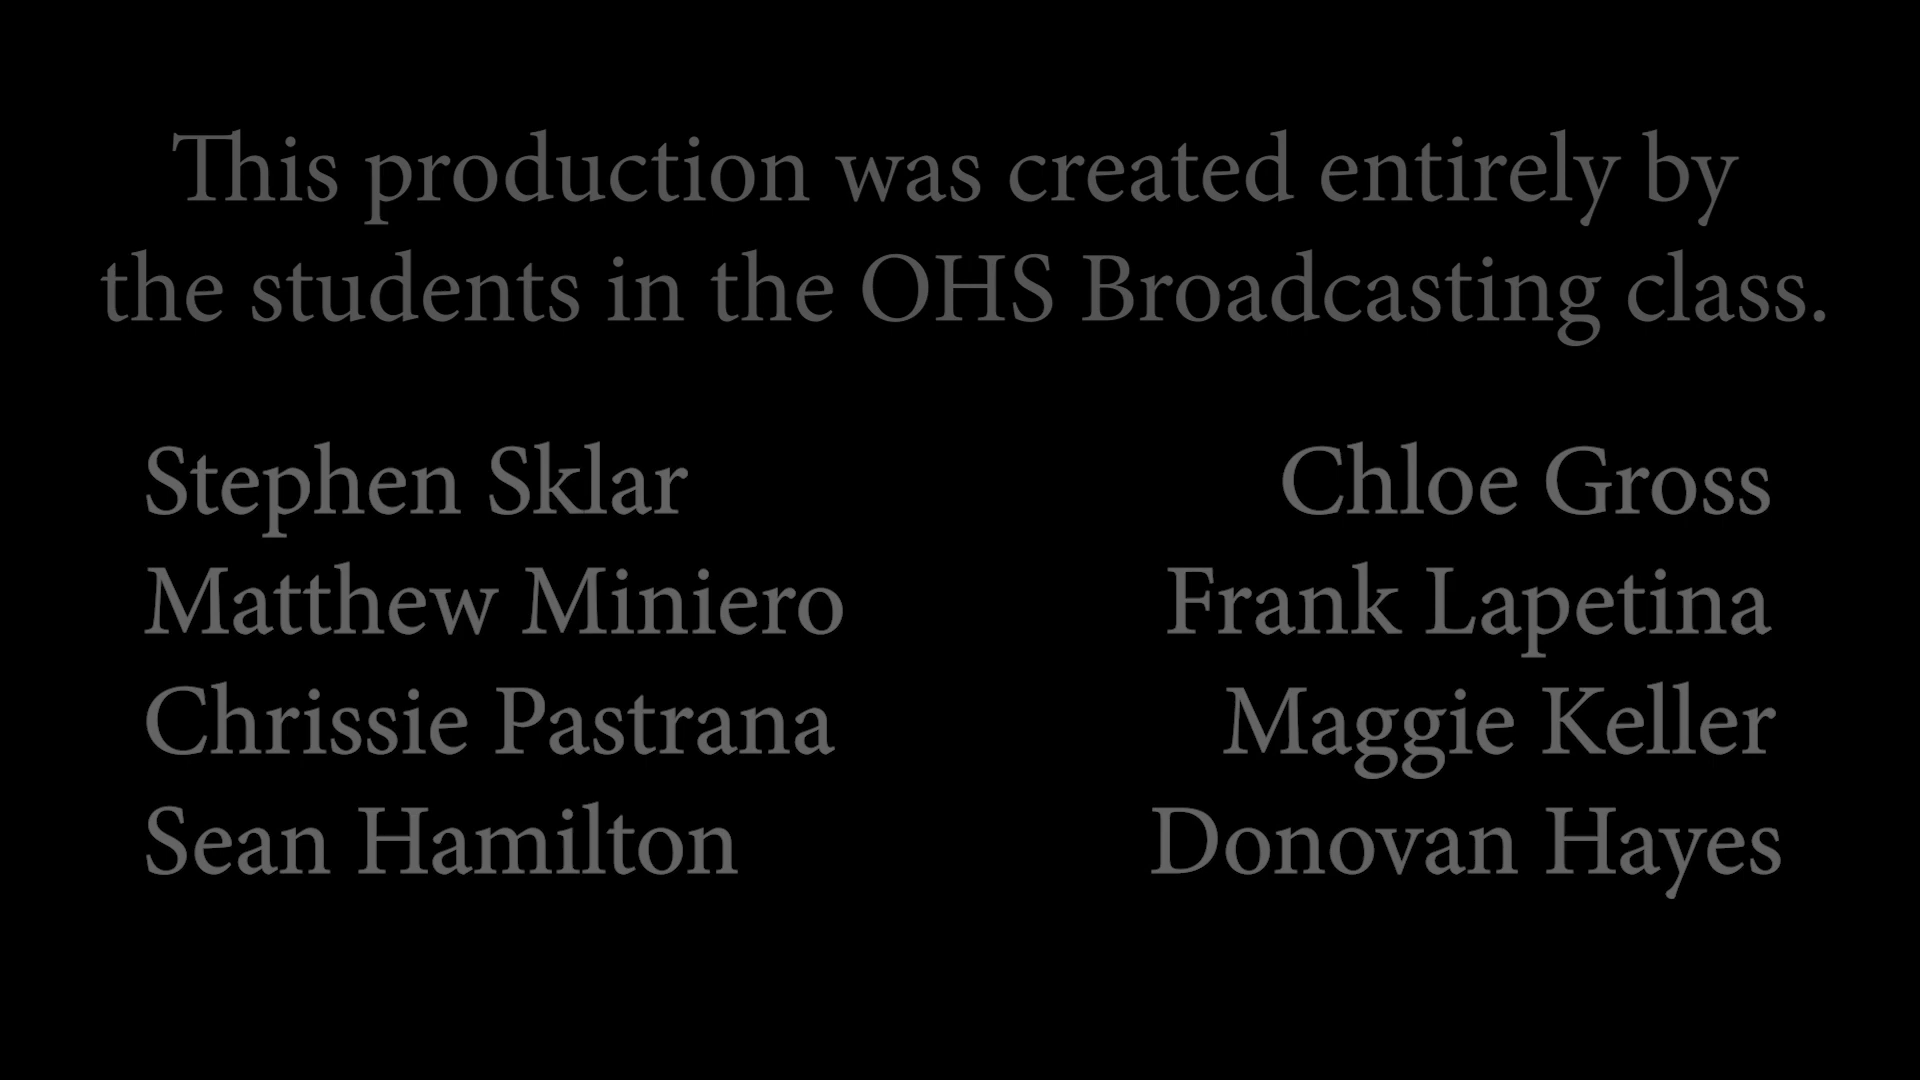 This production was created entirely by
the students in the OHS Broadcasting class.
Stephen Sklar
Matthew Miniero
Chrissie Pastrana
Sean Hamilton
Chloe Gross
Frank Lapetina
Maggie Keller
Donovan Hayes